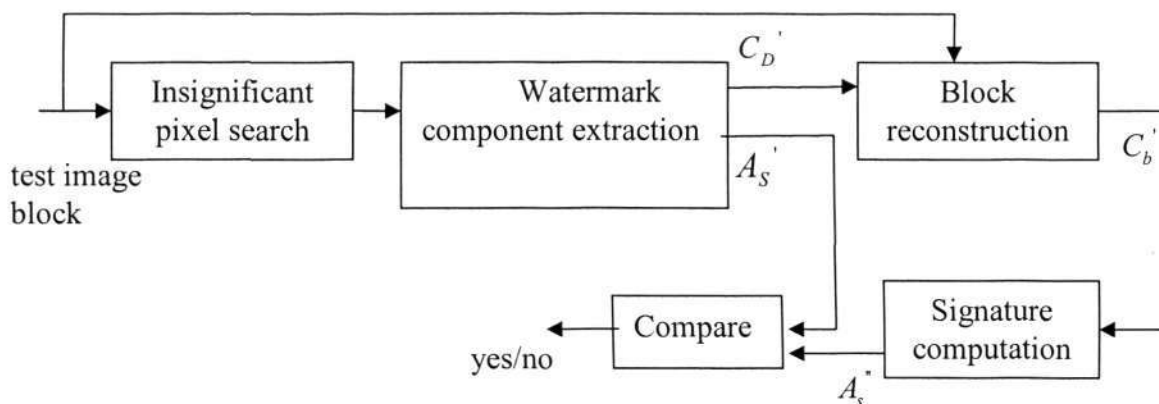 C_D'
Insignificant
pixel search
Watermark
component extraction
Block
reconstruction
A_S'
C_b'
test image
block
Signature
computation
Compare
yes/no
A_s"